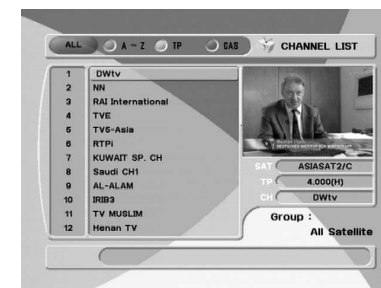 ALL A ~ Z TP CAS CHANNEL LIST
1 DWtv
2 NN
3 RAI International
4 TVE
5 TV5-Asia
6 RTPi
7 KUWAIT SP. CH
8 Saudi CH1
9 AL-ALAM
10 IRIB3
11 TV MUSLIM
12 Henan TV
SAT ASIASAT2/C
TP 4.000(H)
CH DWtv
Group :
All Satellite